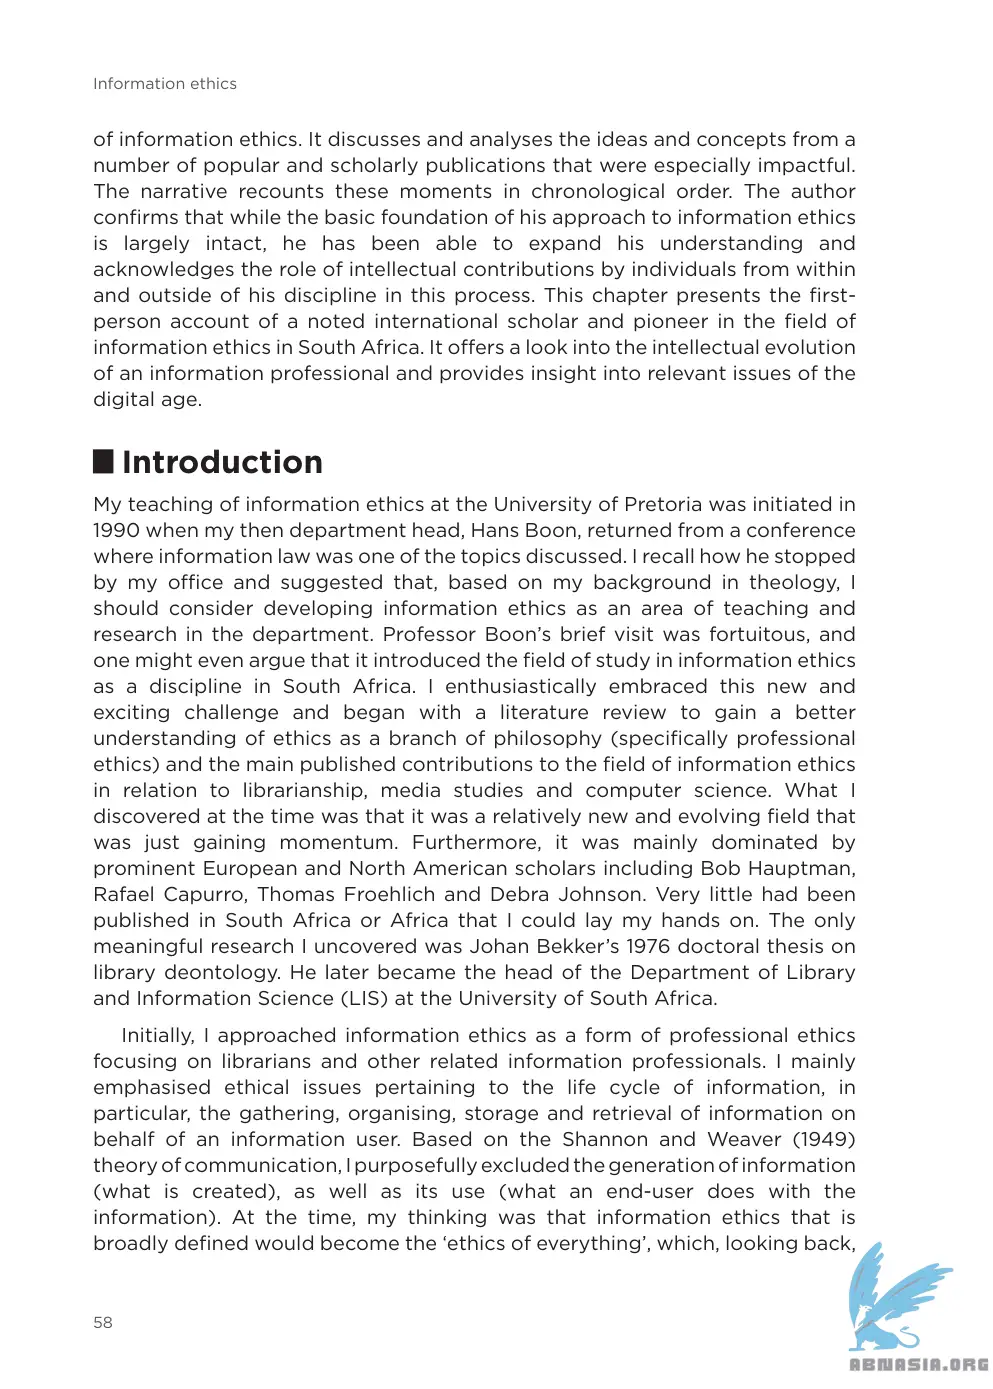 Information ethics
of information ethics. It discusses and analyses the ideas and concepts from a
number of popular and scholarly publications that were especially impactful.
The narrative recounts these moments in chronological order. The author
confirms that while the basic foundation of his approach to information ethics
is largely intact, he has been able to expand his understanding and
acknowledges the role of intellectual contributions by individuals from within
and outside of his discipline in this process. This chapter presents the first-
person account of a noted international scholar and pioneer in the field of
information ethics in South Africa. It offers a look into the intellectual evolution
of an information professional and provides insight into relevant issues of the
digital age.
Introduction
My teaching of information ethics at the University of Pretoria was initiated in
1990 when my then department head, Hans Boon, returned from a conference
where information law was one of the topics discussed. I recall how he stopped
by my office and suggested that, based on my background in theology, I
should consider developing information ethics as an area of teaching and
research in the department. Professor Boon’s brief visit was fortuitous, and
one might even argue that it introduced the field of study in information ethics
as a discipline in South Africa. I enthusiastically embraced this new and
exciting challenge and began with a literature review to gain a better
understanding of ethics as a branch of philosophy (specifically professional
ethics) and the main published contributions to the field of information ethics
in relation to librarianship, media studies and computer science. What I
discovered at the time was that it was a relatively new and evolving field that
was just gaining momentum. Furthermore, it was mainly dominated by
prominent European and North American scholars including Bob Hauptman,
Rafael Capurro, Thomas Froehlich and Debra Johnson. Very little had been
published in South Africa or Africa that I could lay my hands on. The only
meaningful research I uncovered was Johan Bekker’s 1976 doctoral thesis on
library deontology. He later became the head of the Department of Library
and Information Science (LIS) at the University of South Africa.
Initially, I approached information ethics as a form of professional ethics
focusing on librarians and other related information professionals. I mainly
emphasised ethical issues pertaining to the life cycle of information, in
particular, the gathering, organising, storage and retrieval of information on
behalf of an information user. Based on the Shannon and Weaver (1949)
theory of communication, I purposefully excluded the generation of information
(what is created), as well as its use (what an end-user does with the
information). At the time, my thinking was that information ethics that is
broadly defined would become the ‘ethics of everything’, which, looking back,
58
ABNASIA.ORG